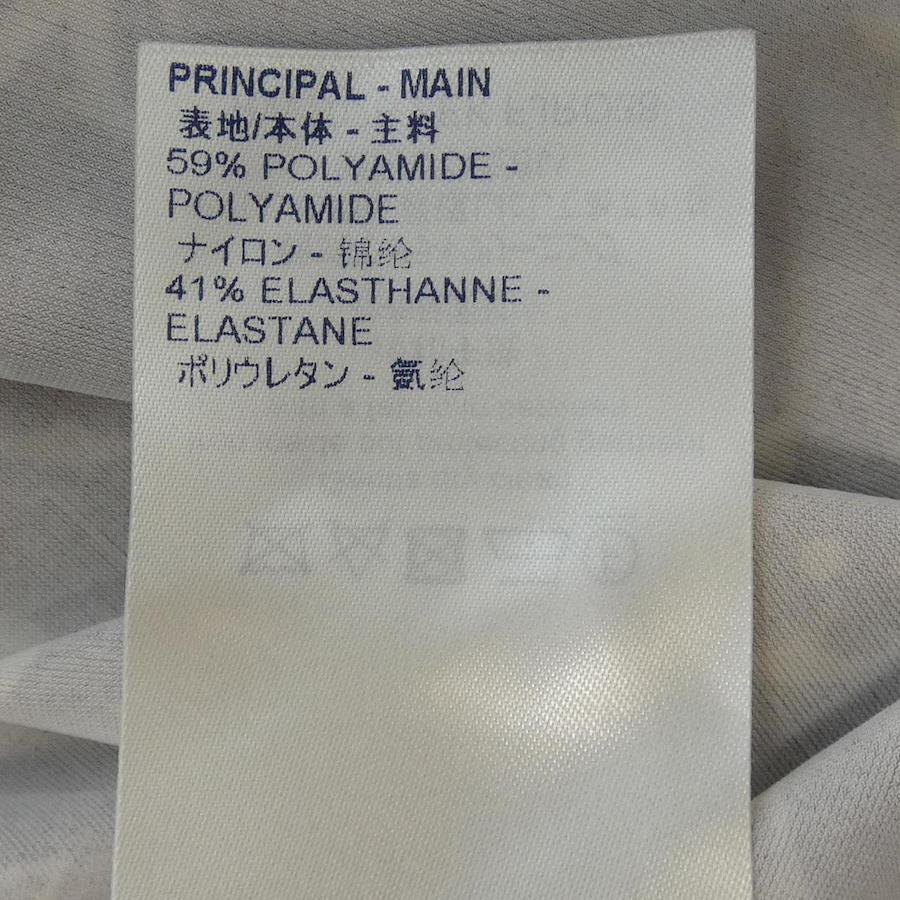 PRINCIPAL - MAIN
表地/本体 - 主料
59% POLYAMIDE -
POLYAMIDE
ナイロン - 锦纶
41% ELASTHANNE -
ELASTANE
ポリウレタン - 氨纶